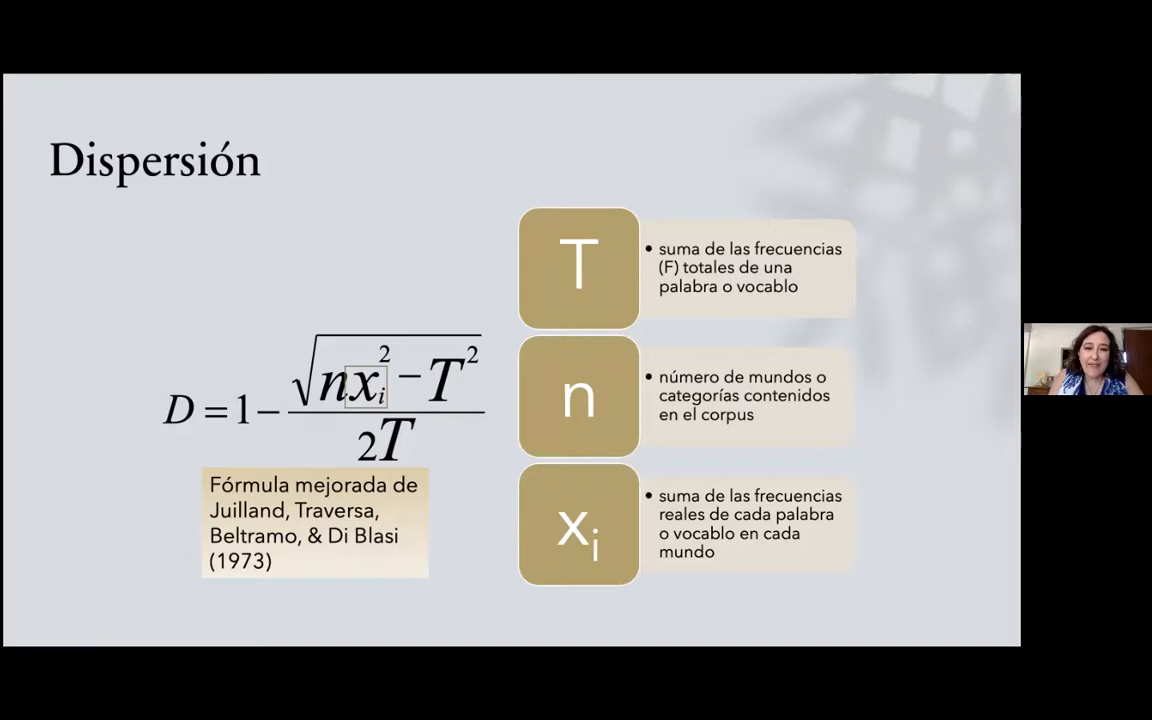 Dispersión
D = 1 − √(nxᵢ² − T²) / 2T
Fórmula mejorada de
Juilland, Traversa,
Beltramo, & Di Blasi
(1973)
T
• suma de las frecuencias
(F) totales de una
palabra o vocablo
n
• número de mundos o
categorías contenidos
en el corpus
xᵢ
• suma de las frecuencias
reales de cada palabra
o vocablo en cada
mundo